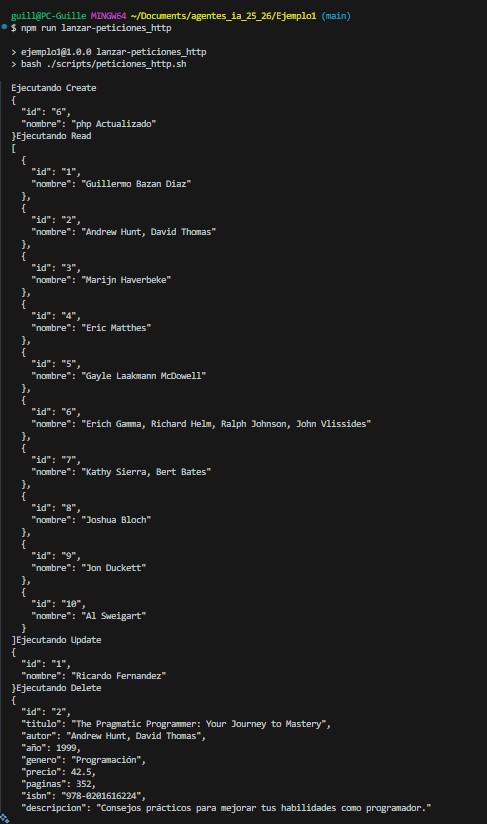 guill@PC-Guille MINGW64 ~/Documents/agentes_ia_25_26/Ejemplo1 (main)
$ npm run lanzar-peticiones_http

> ejemplo1@1.0.0 lanzar-peticiones_http
> bash ./scripts/peticiones_http.sh

Ejecutando Create
{
  "id": "6",
  "nombre": "php Actualizado"
}Ejecutando Read
[
  {
    "id": "1",
    "nombre": "Guillermo Bazan Diaz"
  },
  {
    "id": "2",
    "nombre": "Andrew Hunt, David Thomas"
  },
  {
    "id": "3",
    "nombre": "Marijn Haverbeke"
  },
  {
    "id": "4",
    "nombre": "Eric Matthes"
  },
  {
    "id": "5",
    "nombre": "Gayle Laakmann McDowell"
  },
  {
    "id": "6",
    "nombre": "Erich Gamma, Richard Helm, Ralph Johnson, John Vlissides"
  },
  {
    "id": "7",
    "nombre": "Kathy Sierra, Bert Bates"
  },
  {
    "id": "8",
    "nombre": "Joshua Bloch"
  },
  {
    "id": "9",
    "nombre": "Jon Duckett"
  },
  {
    "id": "10",
    "nombre": "Al Sweigart"
  }
]Ejecutando Update
{
  "id": "1",
  "nombre": "Ricardo Fernandez"
}Ejecutando Delete
{
  "id": "2",
  "titulo": "The Pragmatic Programmer: Your Journey to Mastery",
  "autor": "Andrew Hunt, David Thomas",
  "año": 1999,
  "genero": "Programación",
  "precio": 42.5,
  "paginas": 352,
  "isbn": "978-0201616224",
  "descripcion": "Consejos prácticos para mejorar tus habilidades como programador."